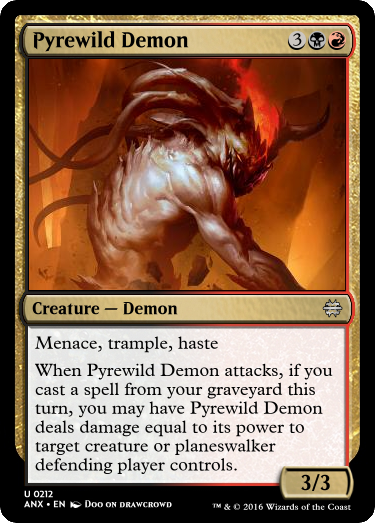 Pyrewild Demon 3
Creature — Demon
Menace, trample, haste
When Pyrewild Demon attacks, if you
cast a spell from your graveyard this
turn, you may have Pyrewild Demon
deals damage equal to its power to
target creature or planeswalker
defending player controls.
3/3
U 0212
ANX • EN DOO ON DRAWCROWD
™ & © 2016 Wizards of the Coast